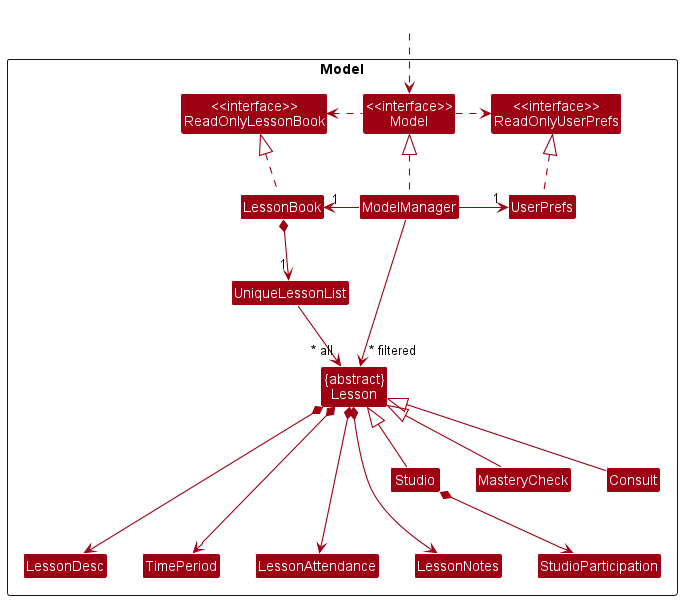 Model
<<interface>>
ReadOnlyLessonBook
<<interface>>
Model
<<interface>>
ReadOnlyUserPrefs
LessonBook
1
ModelManager
1
UserPrefs
1
UniqueLessonList
* all
* filtered
{abstract}
Lesson
Studio
MasteryCheck
Consult
LessonDesc
TimePeriod
LessonAttendance
LessonNotes
StudioParticipation